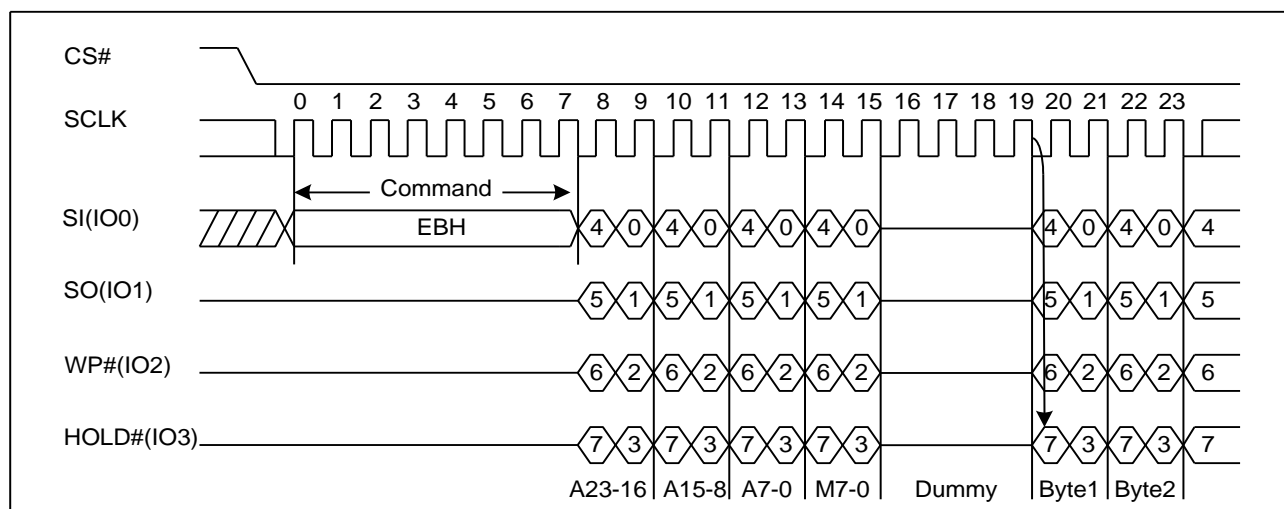 CS#
0 1 2 3 4 5 6 7 8 9 10 11 12 13 14 15 16 17 18 19 20 21 22 23
SCLK
Command
SI(IO0) EBH 4 0 4 0 4 0 4 0 4 0 4 0 4
SO(IO1) 5 1 5 1 5 1 5 1 5 1 5 1 5
WP#(IO2) 6 2 6 2 6 2 6 2 6 2 6 2 6
HOLD#(IO3) 7 3 7 3 7 3 7 3 7 3 7 3 7
A23-16 A15-8 A7-0 M7-0 Dummy Byte1 Byte2